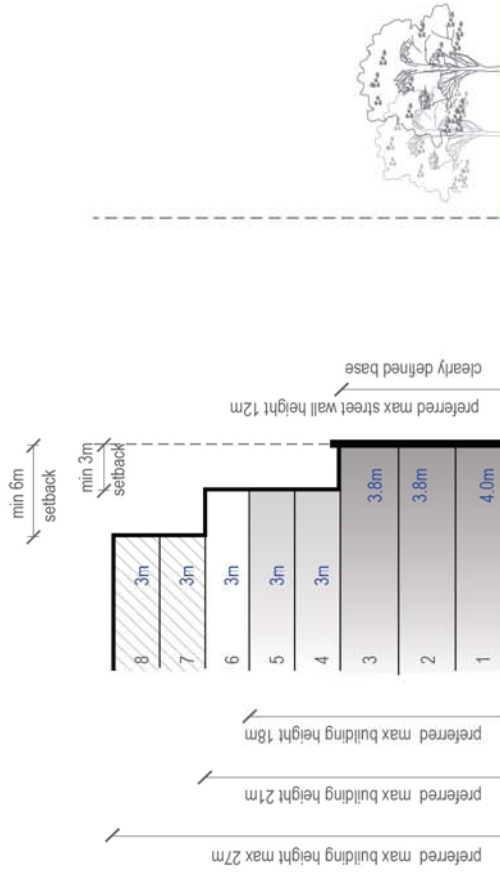 min 6m
setback
min 3m
setback
8
3m
7
3m
6
3m
5
3m
4
3m
3
3.8m
2
3.8m
1
4.0m
preferred max street wall height 12m
clearly defined base
preferred max building height 18m
preferred max building height 21m
preferred max building height max 27m